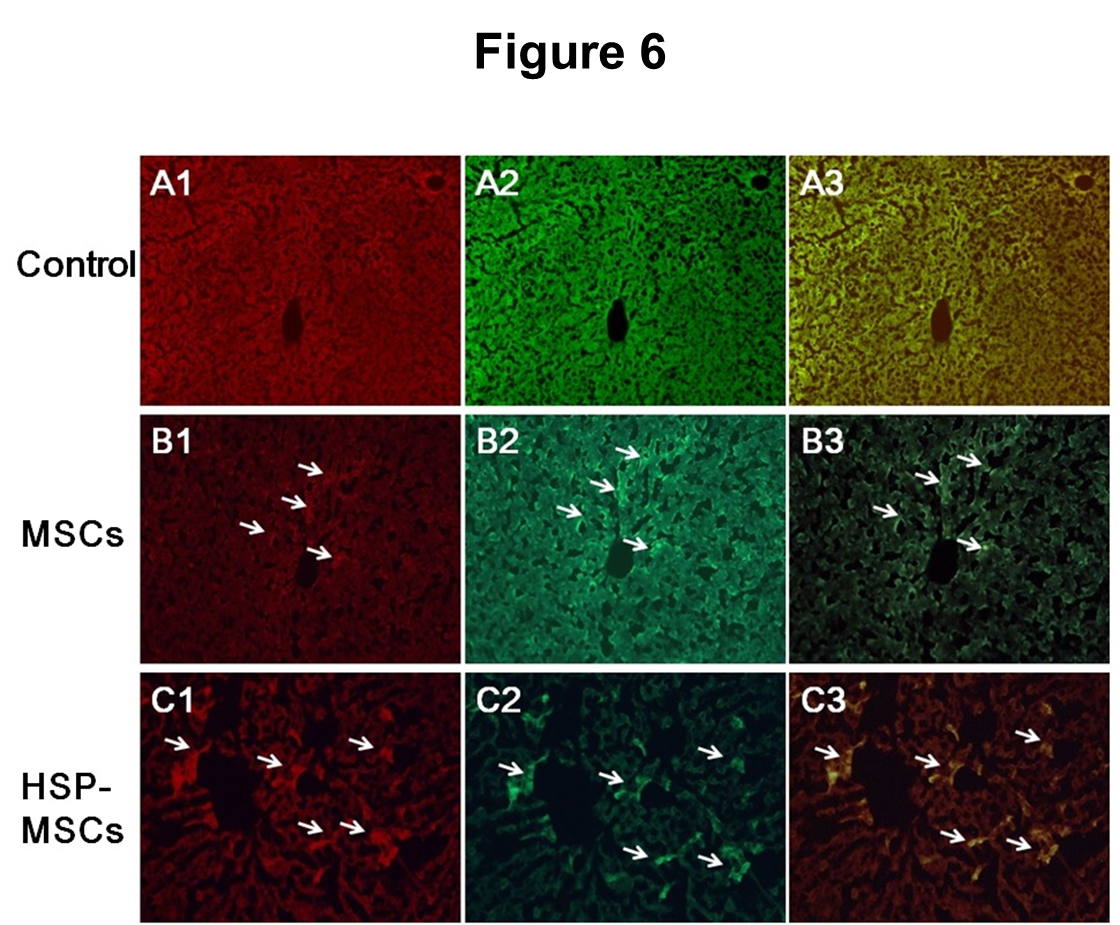 Figure 6
A1
A2
A3
Control
B1
B2
B3
MSCs
C1
C2
C3
HSP-
MSCs